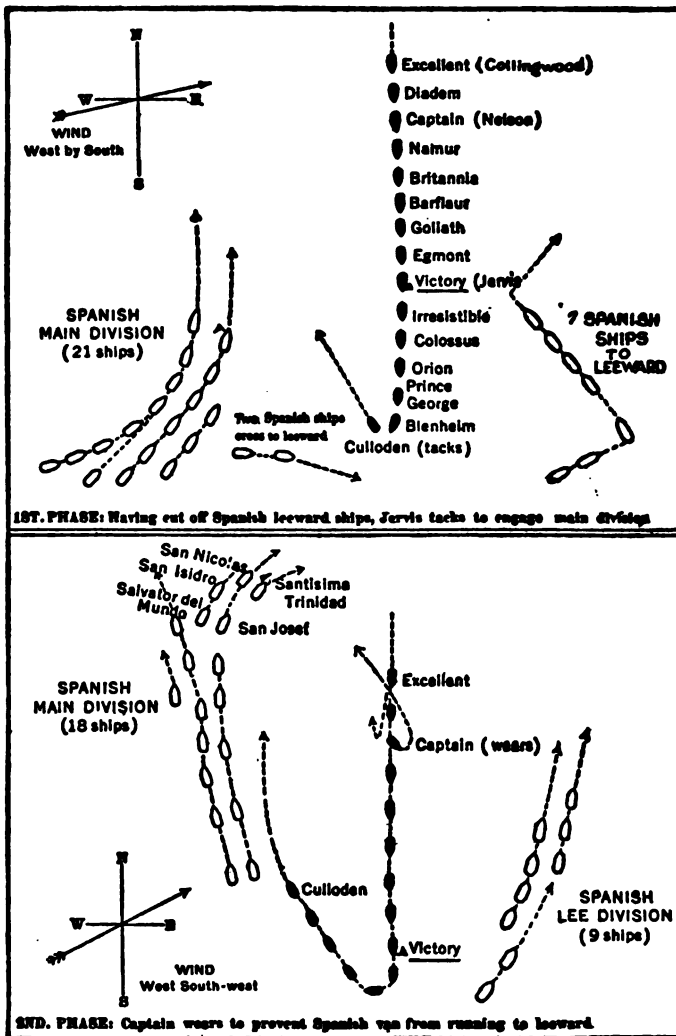 N
W
E
S
WIND
West by South
Excellent (Collingwood)
Diadem
Captain (Nelson)
Namur
Britannia
Barflaur
Goliath
Egmont
Victory (Jarvis
Irresistible
Colossus
Orion
Prince
George
Blenheim
Culloden (tacks)
SPANISH
MAIN DIVISION
(21 ships)
7 SPANISH
SHIPS
TO
LEEWARD
Two Spanish ships
cross to leeward
1ST. PHASE: Having cut off Spanish leeward ships, Jervis tacks to engage main division
San Nicolas
San Isidro
Salvator del
Mundo
Santisima
Trinidad
San Josef
SPANISH
MAIN DIVISION
(18 ships)
Excellent
Captain (wears)
Culloden
Victory
SPANISH
LEE DIVISION
(9 ships)
N
W
E
S
WIND
West South-west
2ND. PHASE: Captain wears to prevent Spanish van from running to leeward